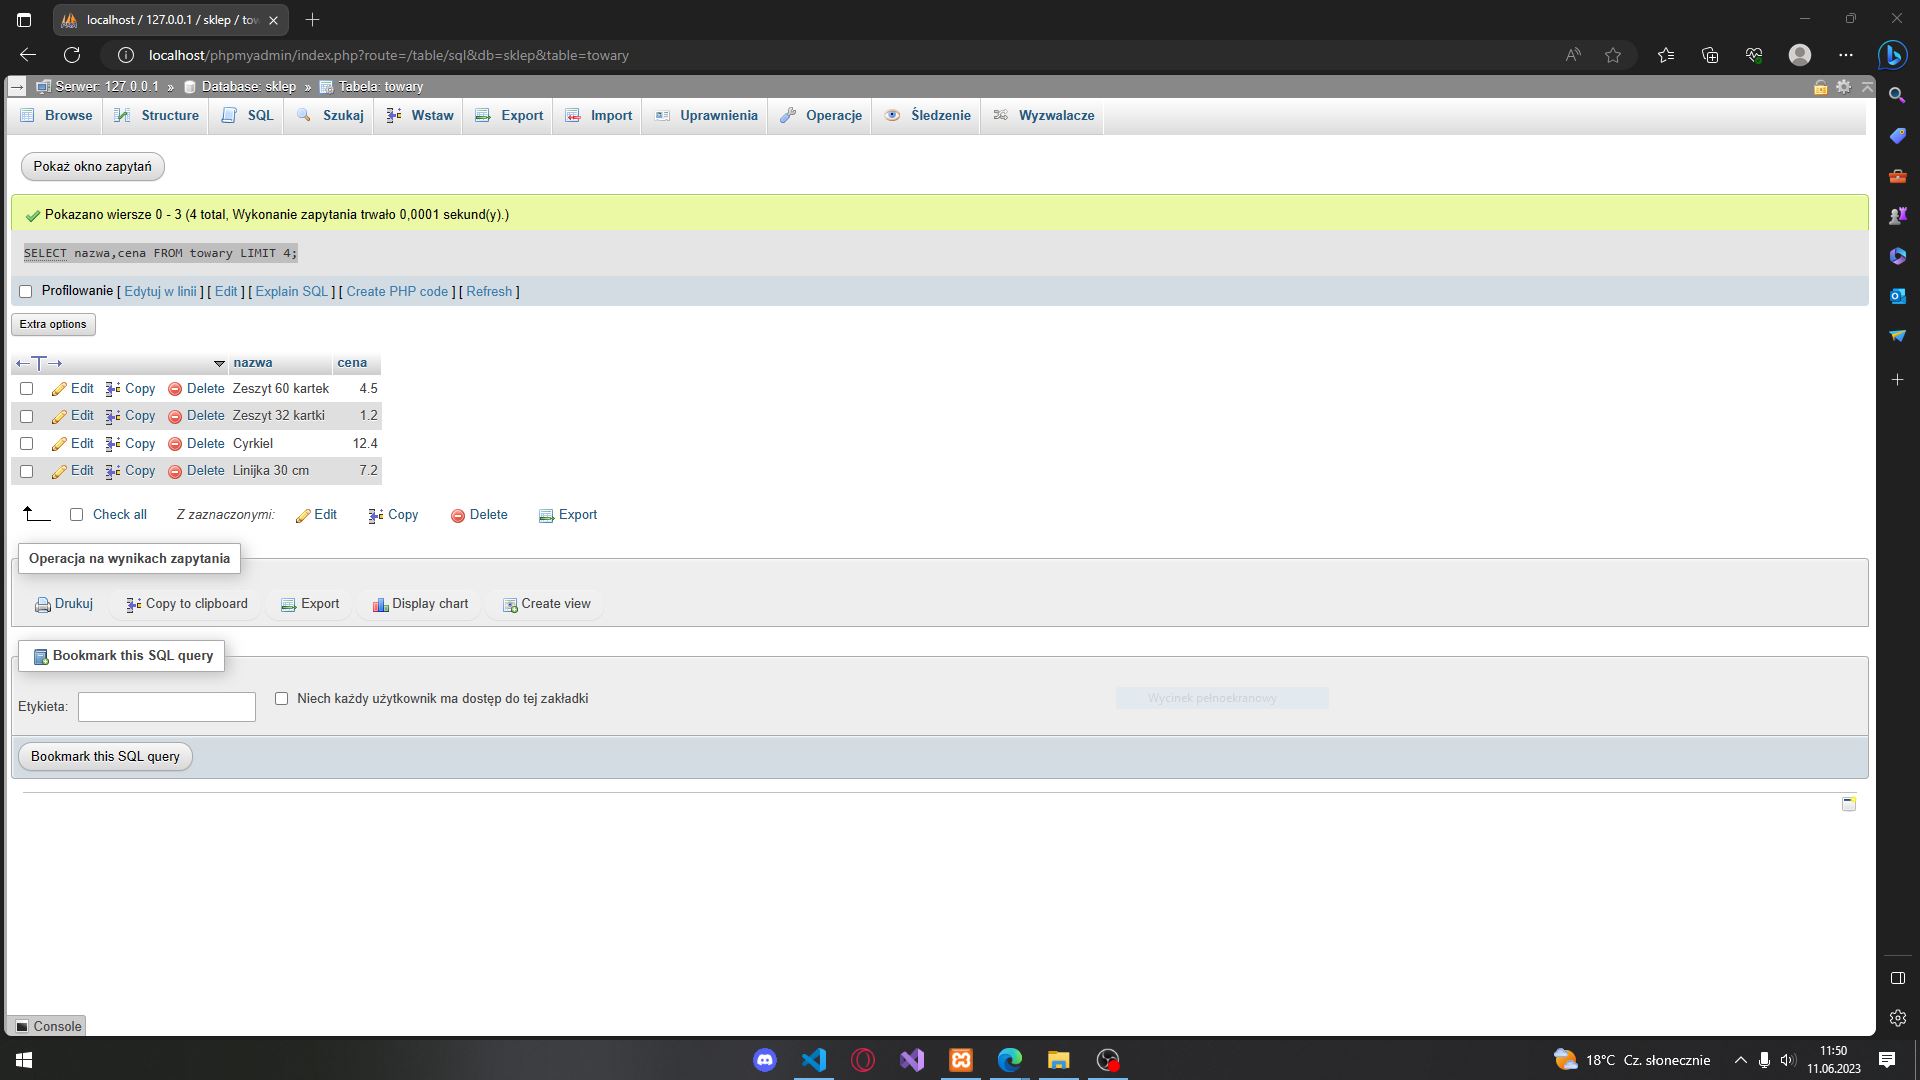 localhost / 127.0.0.1 / sklep / tow
localhost/phpmyadmin/index.php?route=/table/sql&db=sklep&table=towary
Serwer: 127.0.0.1 » Database: sklep » Tabela: towary
Browse Structure SQL Szukaj Wstaw Export Import Uprawnienia Operacje Śledzenie Wyzwalacze
Pokaż okno zapytań
Pokazano wiersze 0 - 3 (4 total, Wykonanie zapytania trwało 0,0001 sekund(y).)
SELECT nazwa,cena FROM towary LIMIT 4;
Profilowanie [ Edytuj w linii ] [ Edit ] [ Explain SQL ] [ Create PHP code ] [ Refresh ]
Extra options
←T→ nazwa cena
Edit Copy Delete Zeszyt 60 kartek 4.5
Edit Copy Delete Zeszyt 32 kartki 1.2
Edit Copy Delete Cyrkiel 12.4
Edit Copy Delete Linijka 30 cm 7.2
Check all Z zaznaczonymi: Edit Copy Delete Export
Operacja na wynikach zapytania
Drukuj Copy to clipboard Export Display chart Create view
Bookmark this SQL query
Etykieta: Niech każdy użytkownik ma dostęp do tej zakładki
Wycinek pełnoekranowy
Bookmark this SQL query
Console
18°C Cz. słonecznie
11:50
11.06.2023